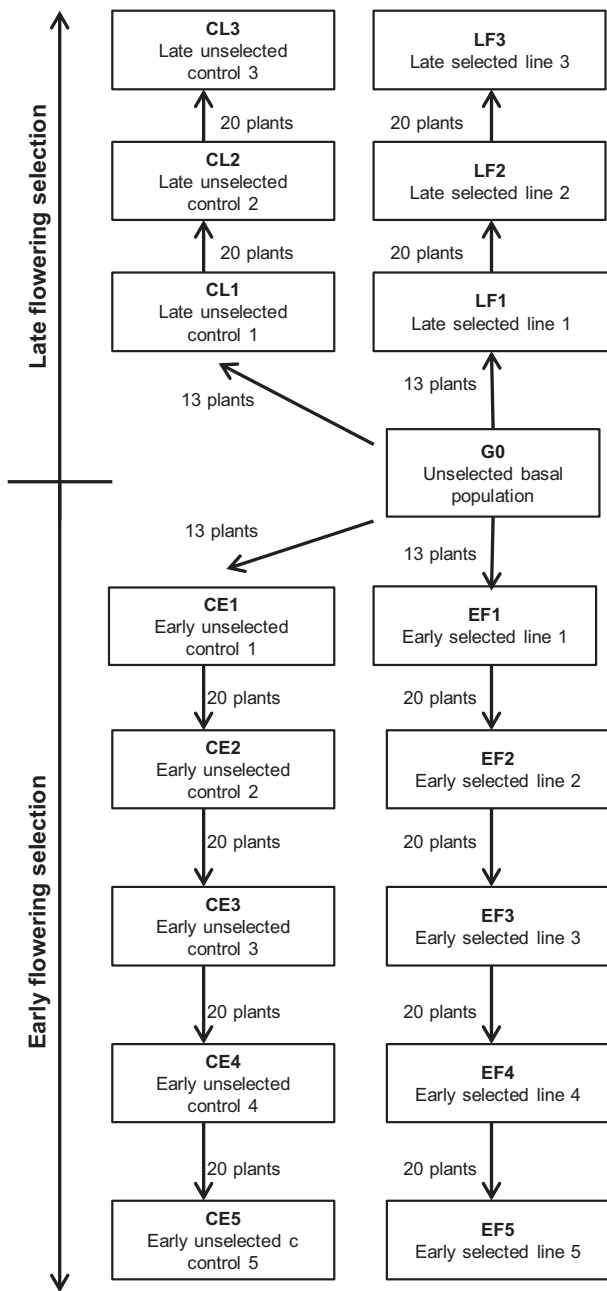 CL3
Late unselected
control 3
LF3
Late selected line 3
20 plants
20 plants
CL2
Late unselected
control 2
LF2
Late selected line 2
20 plants
20 plants
CL1
Late unselected
control 1
LF1
Late selected line 1
Late flowering selection
13 plants
13 plants
G0
Unselected basal
population
13 plants
13 plants
CE1
Early unselected
control 1
EF1
Early selected line 1
20 plants
20 plants
CE2
Early unselected
control 2
EF2
Early selected line 2
20 plants
20 plants
Early flowering selection
CE3
Early unselected
control 3
EF3
Early selected line 3
20 plants
20 plants
CE4
Early unselected
control 4
EF4
Early selected line 4
20 plants
20 plants
CE5
Early unselected c
control 5
EF5
Early selected line 5